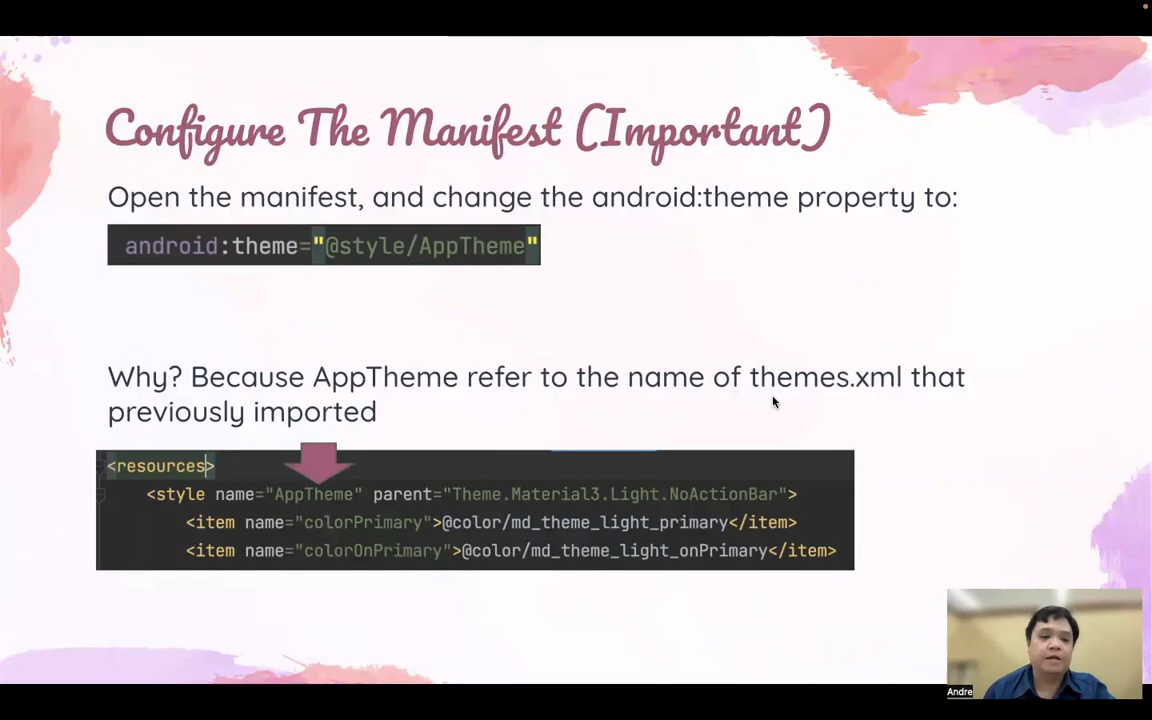 Configure The Manifest (Important)
Open the manifest, and change the android:theme property to:
android:theme="@style/AppTheme"
Why? Because AppTheme refer to the name of themes.xml that
previously imported
<resources>
<style name="AppTheme" parent="Theme.Material3.Light.NoActionBar">
<item name="colorPrimary">@color/md_theme_light_primary</item>
<item name="colorOnPrimary">@color/md_theme_light_onPrimary</item>
Andre